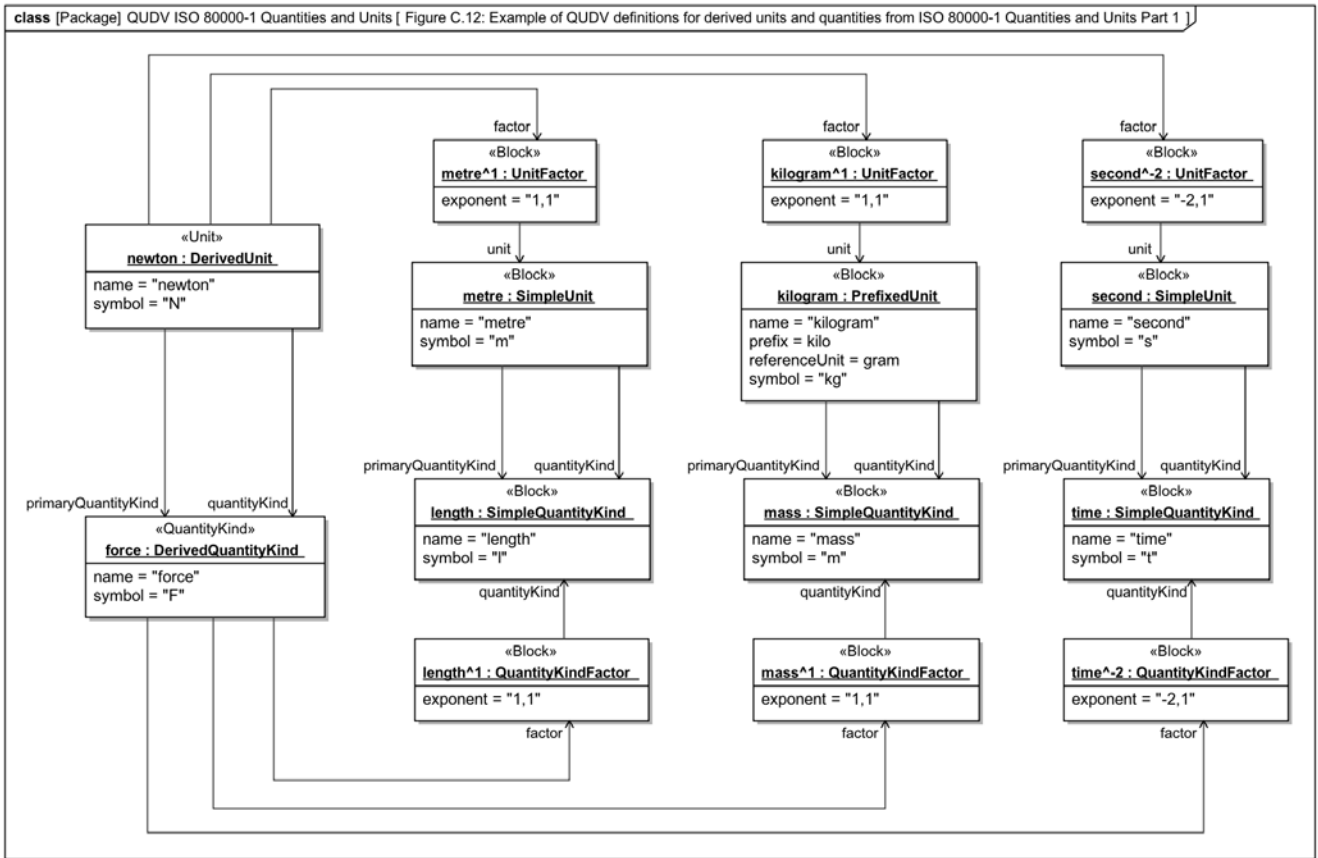 class [Package] QUDV ISO 80000-1 Quantities and Units [ Figure C.12: Example of QUDV definitions for derived units and quantities from ISO 80000-1 Quantities and Units Part 1 ]
factor
factor
factor
«Block»
metre^1 : UnitFactor
exponent = "1,1"
«Block»
kilogram^1 : UnitFactor
exponent = "1,1"
«Block»
second^-2 : UnitFactor
exponent = "-2,1"
«Unit»
newton : DerivedUnit
name = "newton"
symbol = "N"
unit
unit
unit
«Block»
metre : SimpleUnit
name = "metre"
symbol = "m"
«Block»
kilogram : PrefixedUnit
name = "kilogram"
prefix = kilo
referenceUnit = gram
symbol = "kg"
«Block»
second : SimpleUnit
name = "second"
symbol = "s"
primaryQuantityKind
quantityKind
primaryQuantityKind
quantityKind
primaryQuantityKind
quantityKind
primaryQuantityKind
quantityKind
«QuantityKind»
force : DerivedQuantityKind
name = "force"
symbol = "F"
«Block»
length : SimpleQuantityKind
name = "length"
symbol = "l"
«Block»
mass : SimpleQuantityKind
name = "mass"
symbol = "m"
«Block»
time : SimpleQuantityKind
name = "time"
symbol = "t"
quantityKind
quantityKind
quantityKind
«Block»
length^1 : QuantityKindFactor
exponent = "1,1"
«Block»
mass^1 : QuantityKindFactor
exponent = "1,1"
«Block»
time^-2 : QuantityKindFactor
exponent = "-2,1"
factor
factor
factor